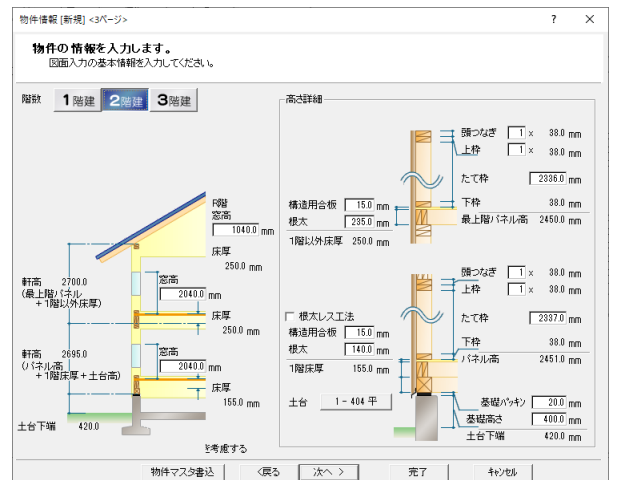 物件情報 [新規] <3ページ>
? ×
物件の情報を入力します。
図面入力の基本情報を入力してください。
階数 1階建 2階建 3階建
R階
窓高
1040.0 mm
床厚
250.0 mm
軒高 2700.0
(最上階パネル
+1階以外床厚)
窓高
2040.0 mm
床厚
250.0 mm
軒高 2695.0
(パネル高
+1階床厚+土台高)
窓高
2040.0 mm
床厚
155.0 mm
土台下端 420.0
を考慮する
高さ詳細
頭つなぎ 1 × 38.0 mm
上枠 1 × 38.0 mm
たて枠 2336.0 mm
下枠 38.0 mm
最上階パネル高 2450.0 mm
構造用合板 15.0 mm
根太 235.0 mm
1階以外床厚 250.0 mm
頭つなぎ 1 × 38.0 mm
上枠 1 × 38.0 mm
たて枠 2337.0 mm
下枠 38.0 mm
パネル高 2451.0 mm
根太レス工法
構造用合板 15.0 mm
根太 140.0 mm
1階床厚 155.0 mm
土台 1-404 平
基礎パッキン 20.0 mm
基礎高さ 400.0 mm
土台下端 420.0 mm
物件マスタ書込 <戻る 次へ > 完了 キャンセル